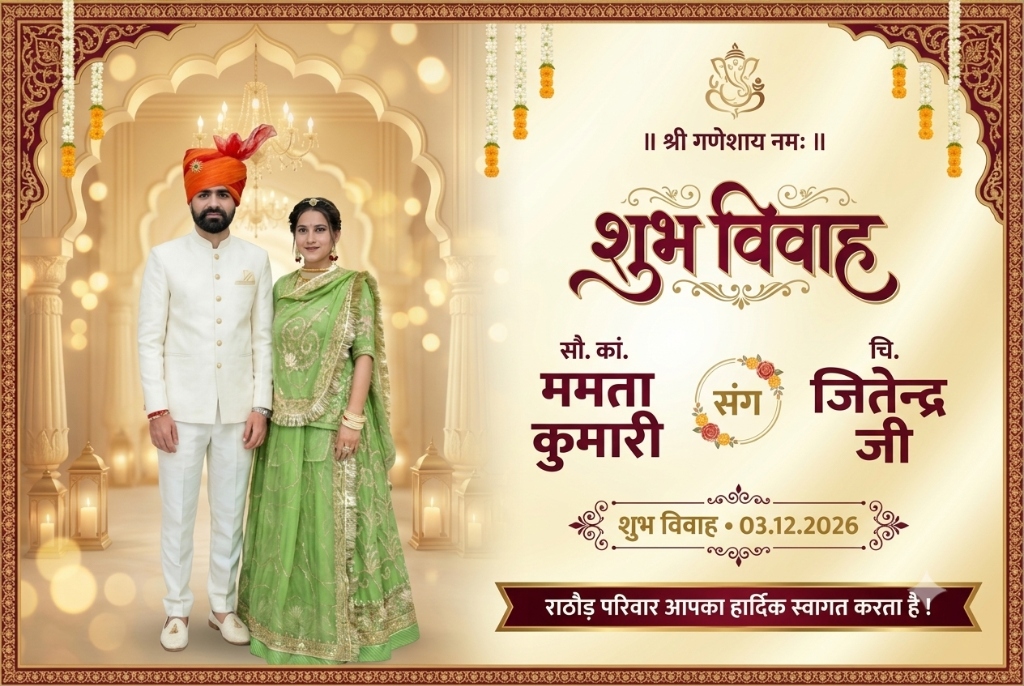 ॥ श्री गणेशाय नमः ॥
शुभ विवाह
सौ. कां.
ममता
कुमारी
संग
चि.
जितेन्द्र
जी
शुभ विवाह • 03.12.2026
राठौड़ परिवार आपका हार्दिक स्वागत करता है !